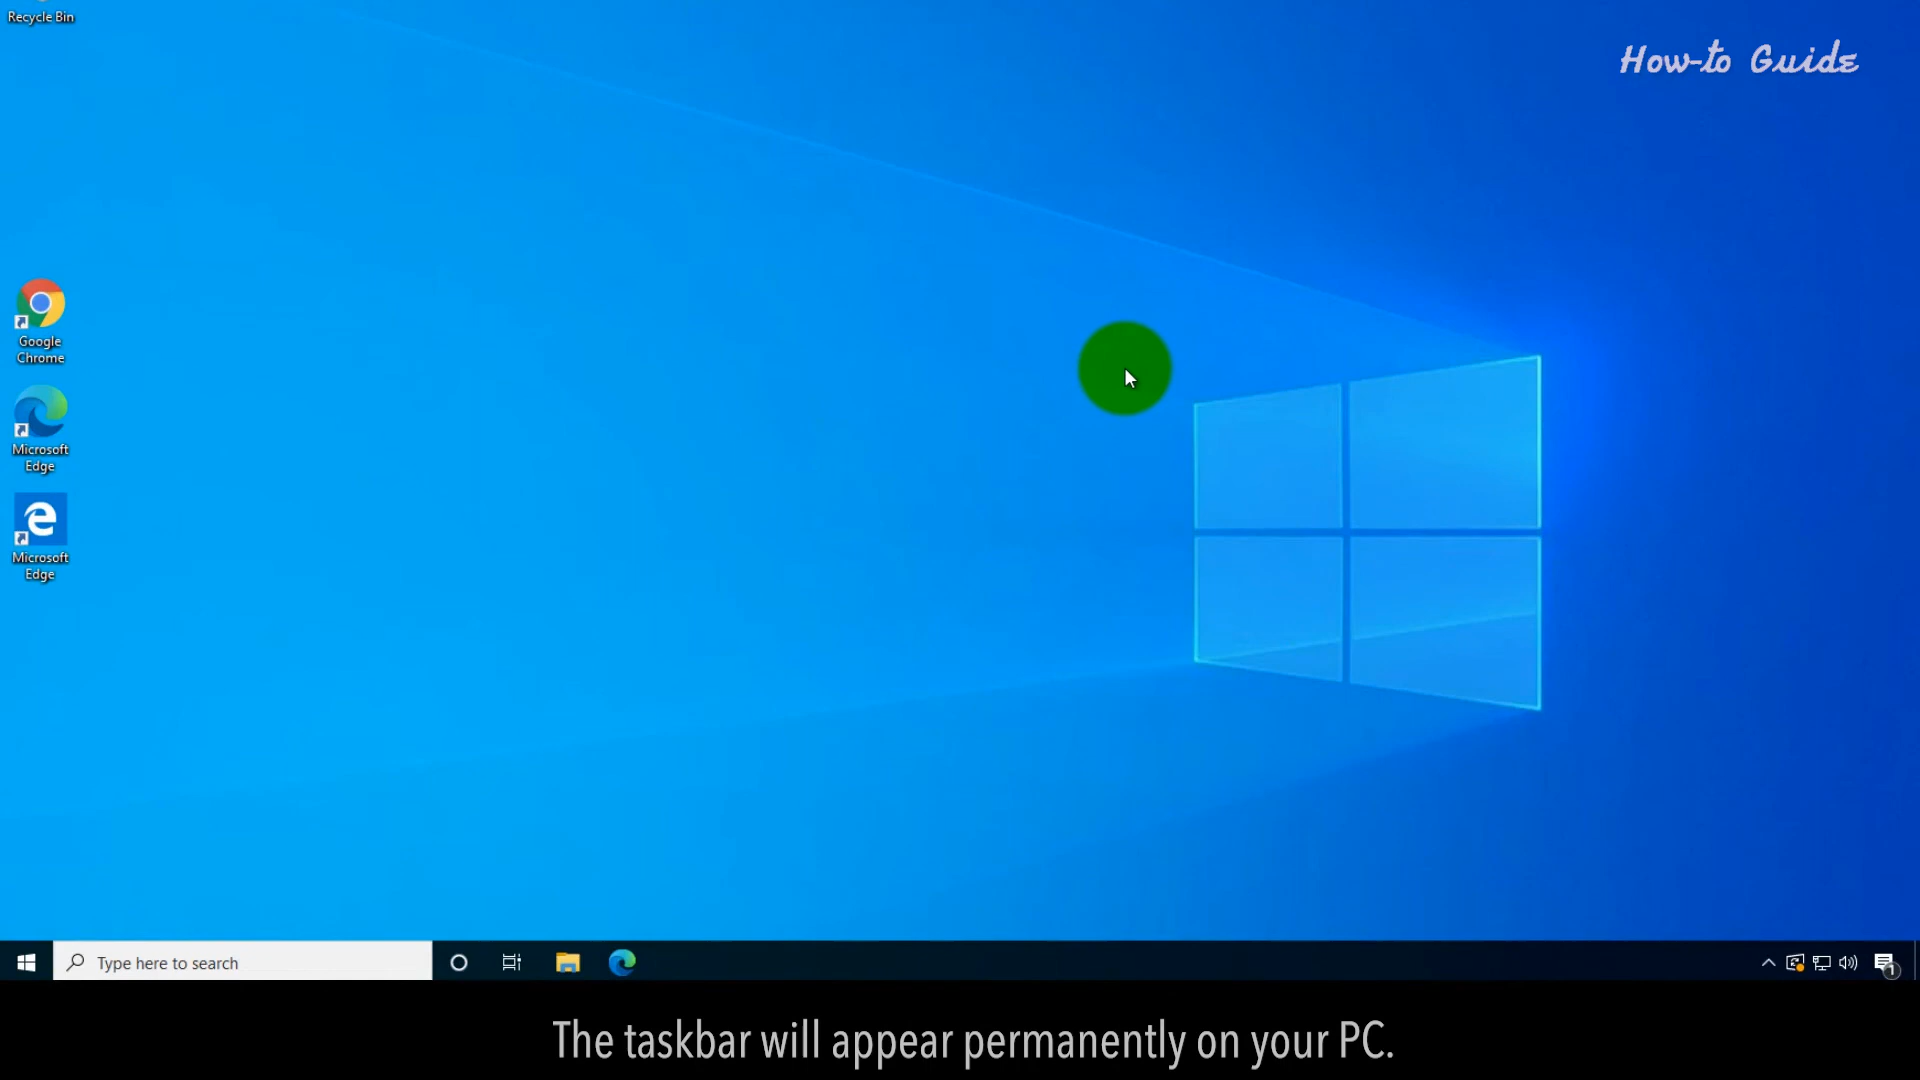 Recycle Bin
How-to Guide
Google
Chrome
Microsoft
Edge
Microsoft
Edge
Type here to search
1
The taskbar will appear permanently on your PC.